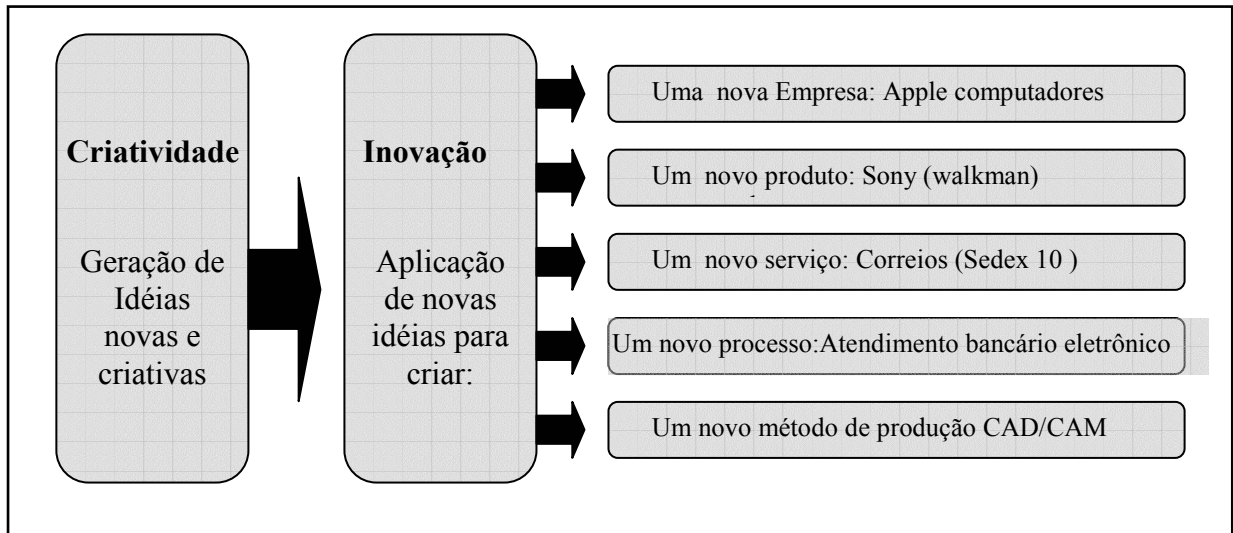 Criatividade
Geração de
Idéias
novas e
criativas
Inovação
Aplicação
de novas
idéias para
criar:
Uma nova Empresa: Apple computadores
Um novo produto: Sony (walkman)
Um novo serviço: Correios (Sedex 10 )
Um novo processo:Atendimento bancário eletrônico
Um novo método de produção CAD/CAM